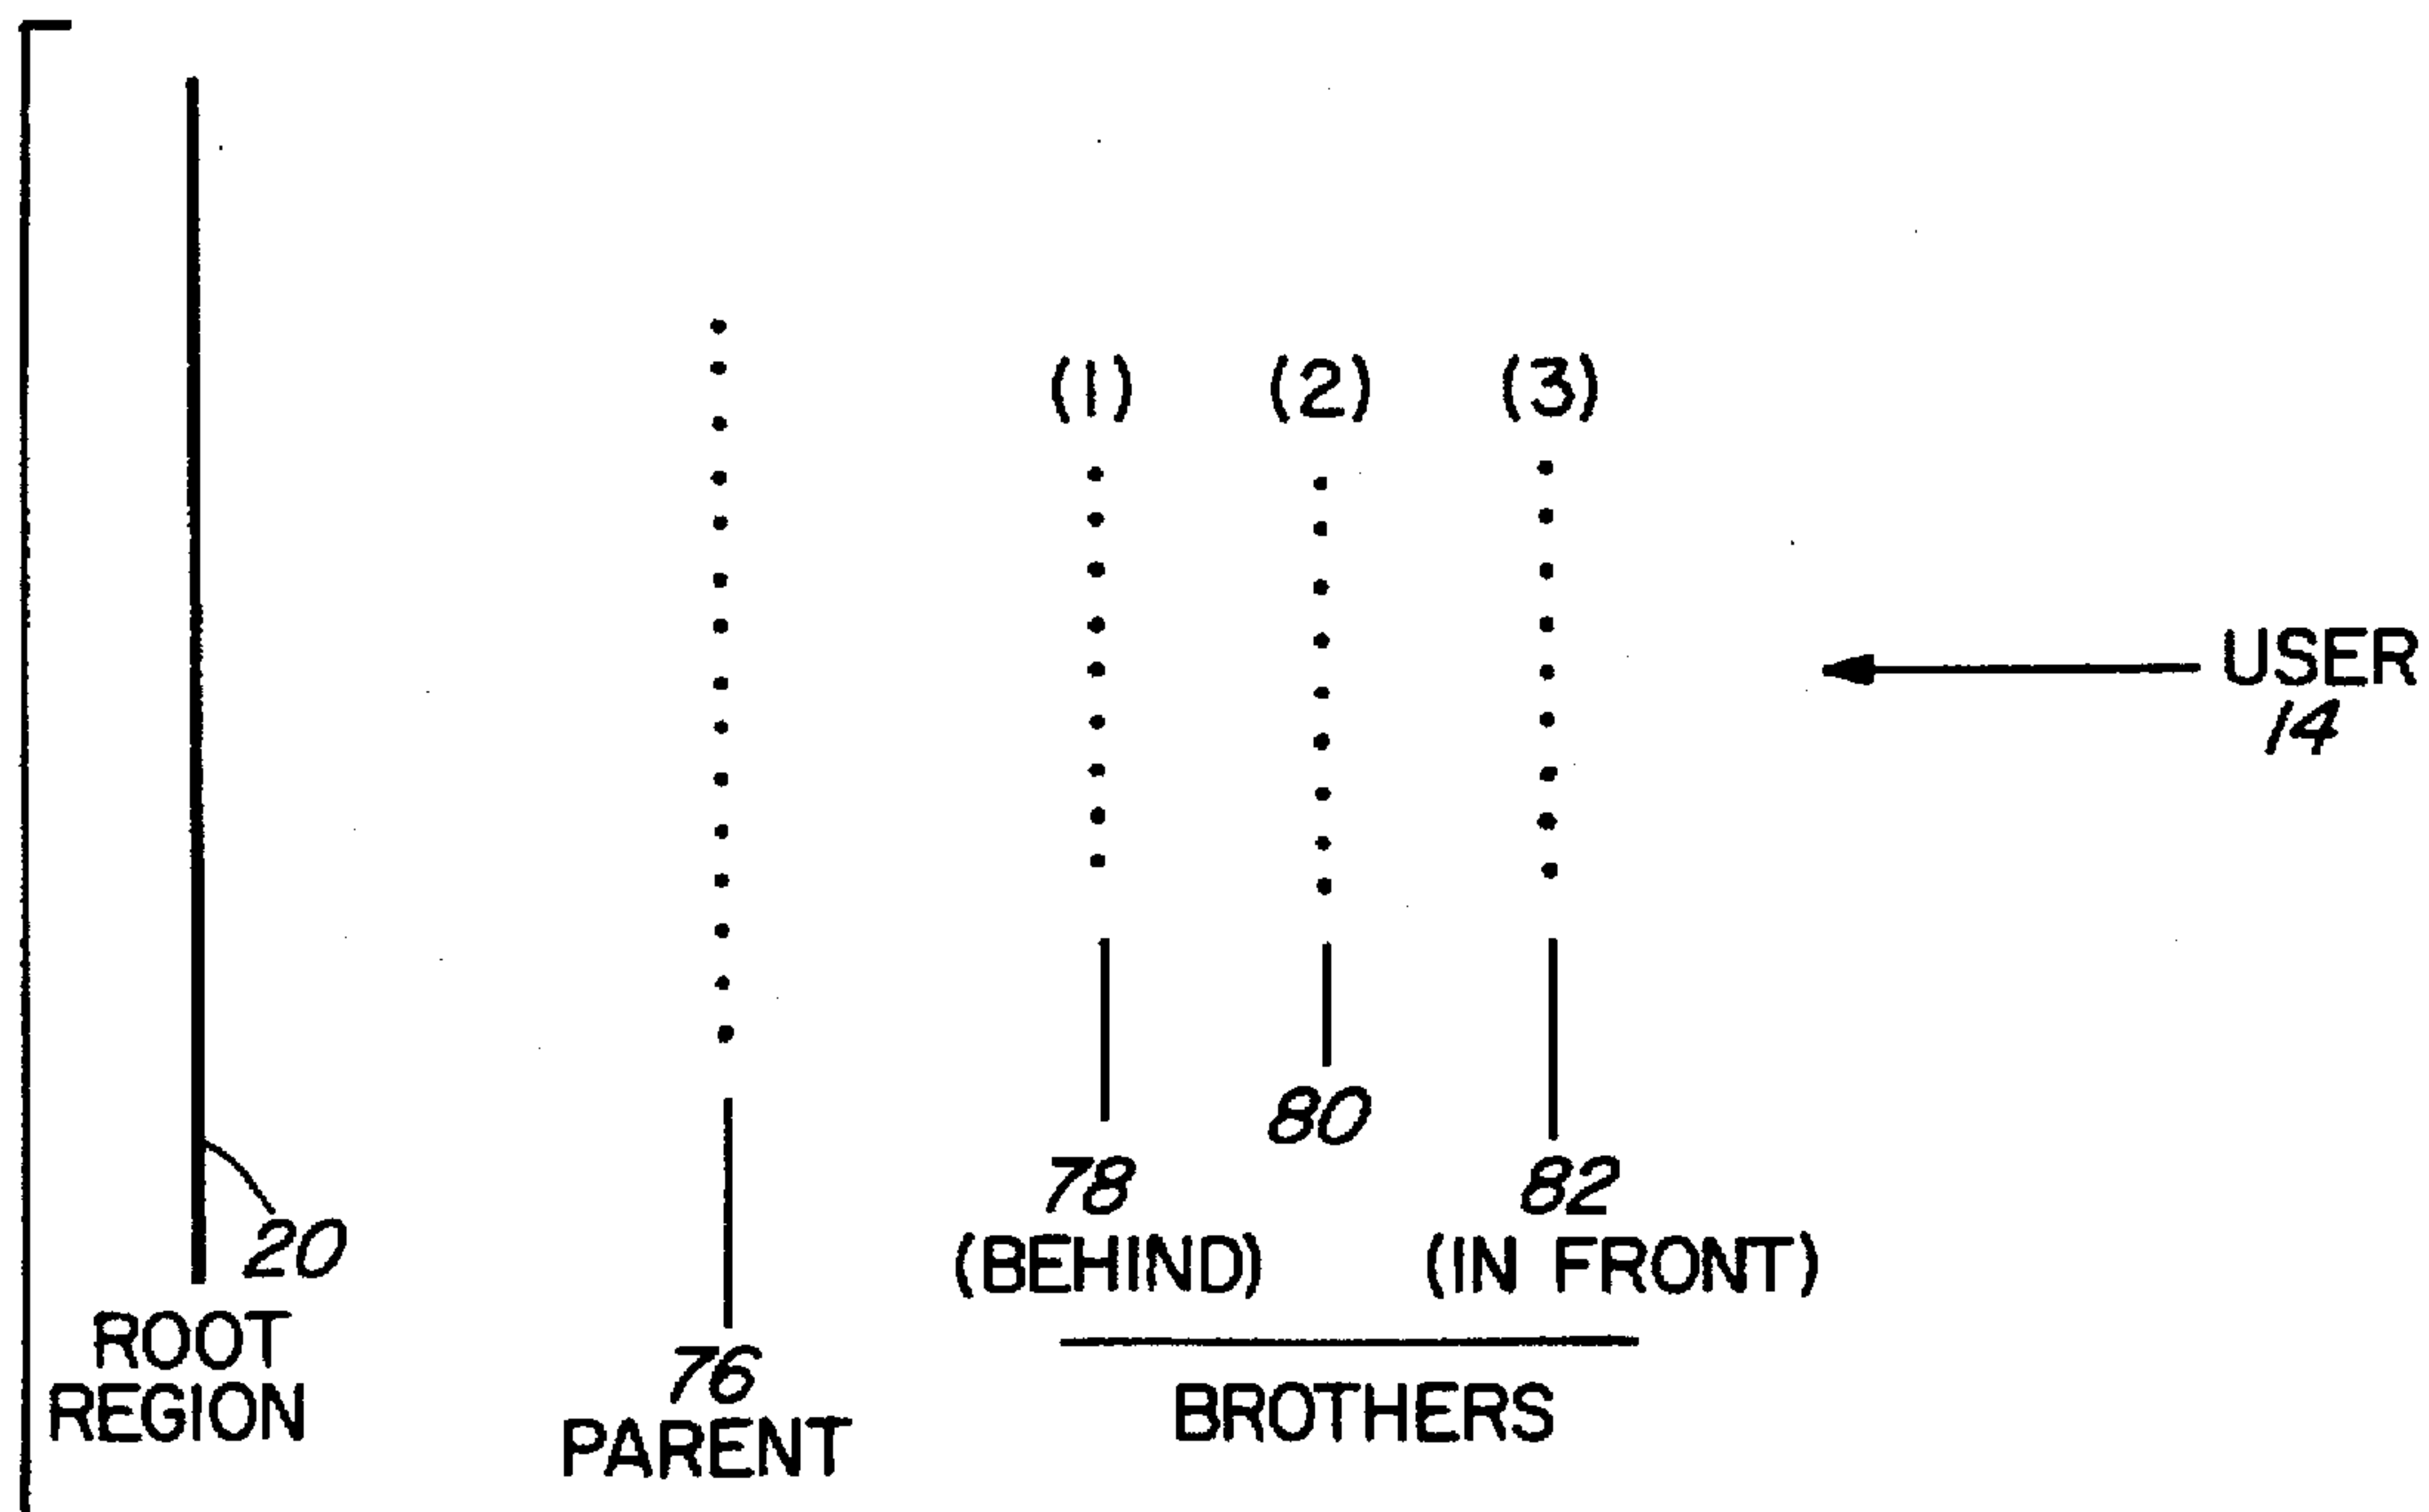 (1) (2) (3)
USER
14
80
78 82
20 (BEHIND) (IN FRONT)
ROOT
REGION
76
PARENT
BROTHERS